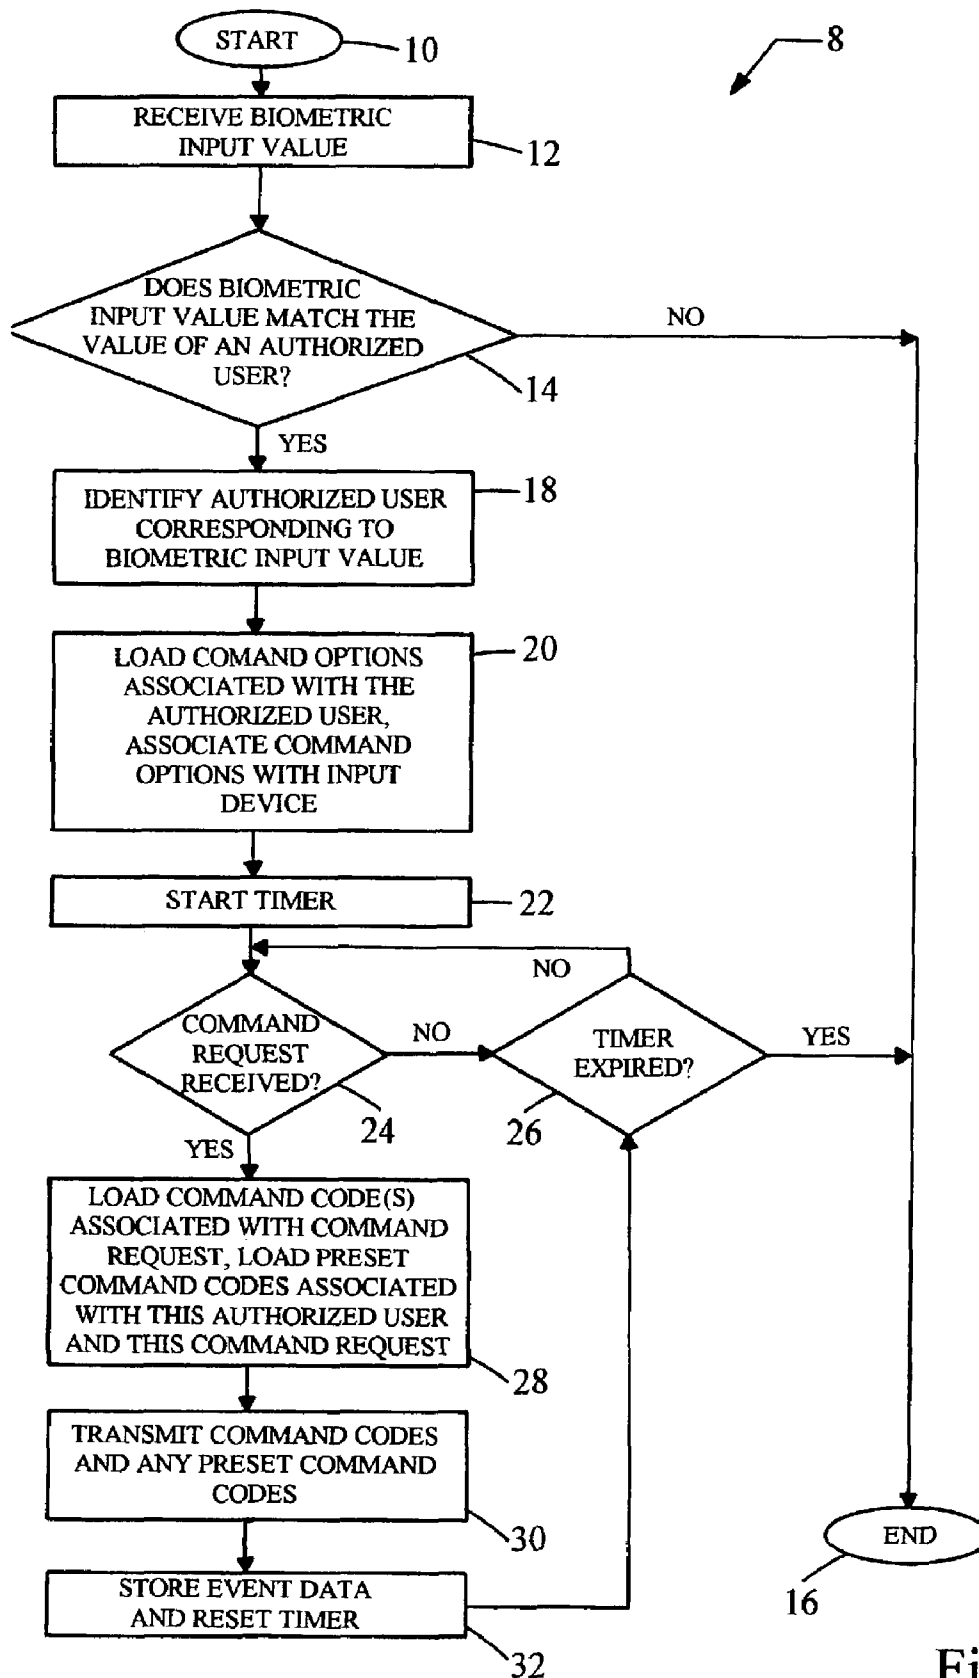 START
10
8
RECEIVE BIOMETRIC
INPUT VALUE
12
DOES BIOMETRIC
INPUT VALUE MATCH THE
VALUE OF AN AUTHORIZED
USER?
NO
14
YES
IDENTIFY AUTHORIZED USER
CORRESPONDING TO
BIOMETRIC INPUT VALUE
18
LOAD COMAND OPTIONS
ASSOCIATED WITH THE
AUTHORIZED USER,
ASSOCIATE COMMAND
OPTIONS WITH INPUT
DEVICE
20
START TIMER
22
NO
COMMAND
REQUEST
RECEIVED?
NO
24
TIMER
EXPIRED?
YES
26
YES
LOAD COMMAND CODE(S)
ASSOCIATED WITH COMMAND
REQUEST, LOAD PRESET
COMMAND CODES ASSOCIATED
WITH THIS AUTHORIZED USER
AND THIS COMMAND REQUEST
28
TRANSMIT COMMAND CODES
AND ANY PRESET COMMAND
CODES
30
END
16
STORE EVENT DATA
AND RESET TIMER
32
Fi